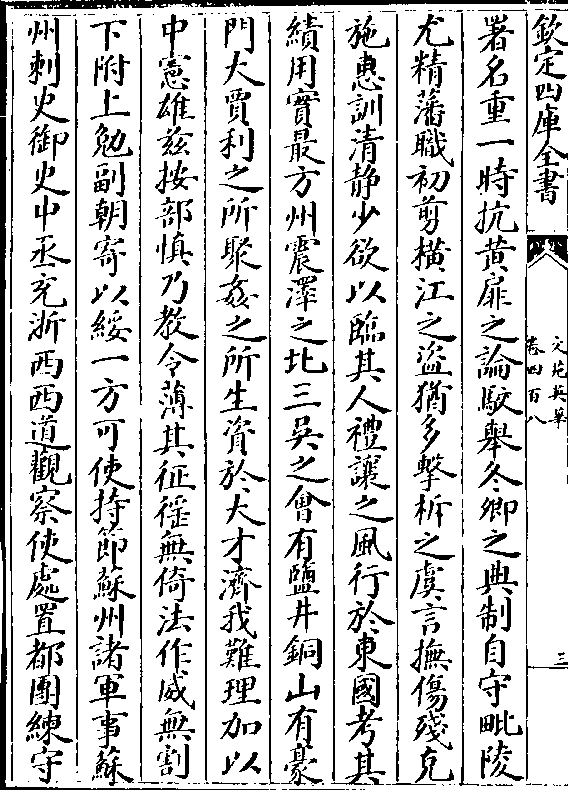 欽定四庫全書
文苑英華
卷四百八
三
署名重一時抗黄扉之論駮舉冬卿之典制自守毗陵
尤精藩職初剪横江之盜猶多擊柝之虞言撫傷殘克
施惠訓清静少欲以臨其人禮讓之風行於東國考其
績用實最方州震澤之北三吳之會有鹽井銅山有豪
門大賈利之所聚姦之所生資於大才濟我難理加以
中憲雄兹按部慎乃教令薄其征徭無倚法作威無割
下附上勉副朝寄以綏一方可使持節蘇州諸軍事蘇
州刺史御史中丞充浙西西道觀察使處置都團練守